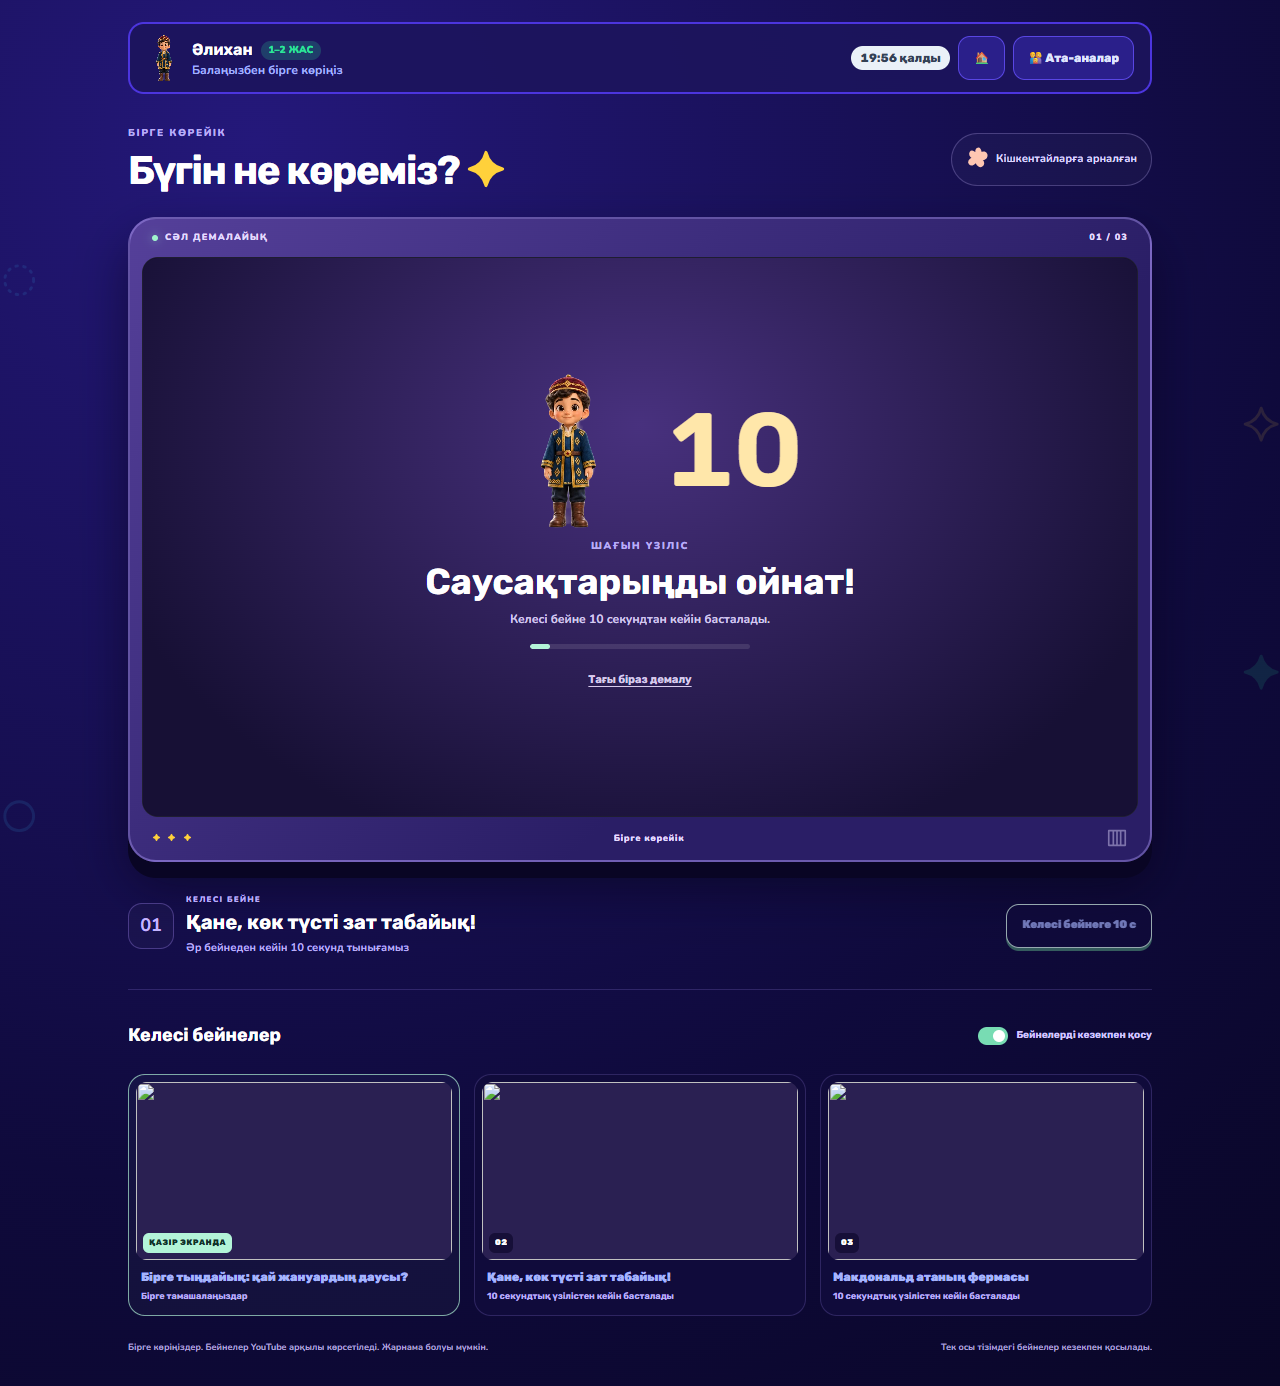 Әлихан 1–2 ЖАС
Балаңызбен бірге көріңіз
19:56 қалды
Ата-аналар
БІРГЕ КӨРЕЙІК
Бүгін не көреміз?
Кішкентайларға арналған
СӘЛ ДЕМАЛАЙЫҚ
01 / 03
10
ШАҒЫН ҮЗІЛІС
Саусақтарыңды ойнат!
Келесі бейне 10 секундтан кейін басталады.
Тағы біраз демалу
Бірге көрейік
01
КЕЛЕСІ БЕЙНЕ
Қане, көк түсті зат табайық!
Әр бейнеден кейін 10 секунд тынығамыз
Келесі бейнеге 10 с
Келесі бейнелер
Бейнелерді кезекпен қосу
ҚАЗІР ЭКРАНДА
Бірге тыңдайық: қай жануардың даусы?
Бірге тамашалаңыздар
02
Қане, көк түсті зат табайық!
10 секундтық үзілістен кейін басталады
03
Макдональд атаның фермасы
10 секундтық үзілістен кейін басталады
Бірге көріңіздер. Бейнелер YouTube арқылы көрсетіледі. Жарнама болуы мүмкін.
Тек осы тізімдегі бейнелер кезекпен қосылады.